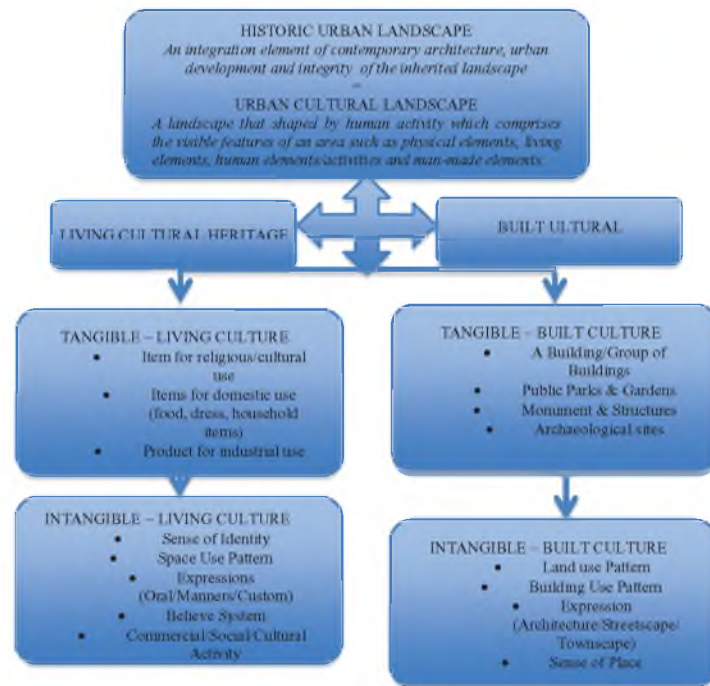 HISTORIC URBAN LANDSCAPE
An integration element of contemporary architecture, urban
development and integrity of the inherited landscape
=
URBAN CULTURAL LANDSCAPE
A landscape that shaped by human activity which comprises
the visible features of an area such as physical elements, living
elements, human elements/activities and man-made elements
LIVING CULTURAL HERITAGE
BUILT ULTURAL
TANGIBLE – LIVING CULTURE
• Item for religious/cultural
use
• Items for domestic use
(food, dress, household
items)
• Product for industrial use
TANGIBLE – BUILT CULTURE
• A Building/Group of
Buildings
• Public Parks & Gardens
• Monument & Structures
• Archaeological sites
INTANGIBLE – LIVING CULTURE
• Sense of Identity
• Space Use Pattern
• Expressions
(Oral/Manners/Custom)
• Believe System
• Commercial/Social/Cultural
Activity
INTANGIBLE – BUILT CULTURE
• Land use Pattern
• Building Use Pattern
• Expression
(Architecture/Streetscape/
Townscape)
• Sense of Place